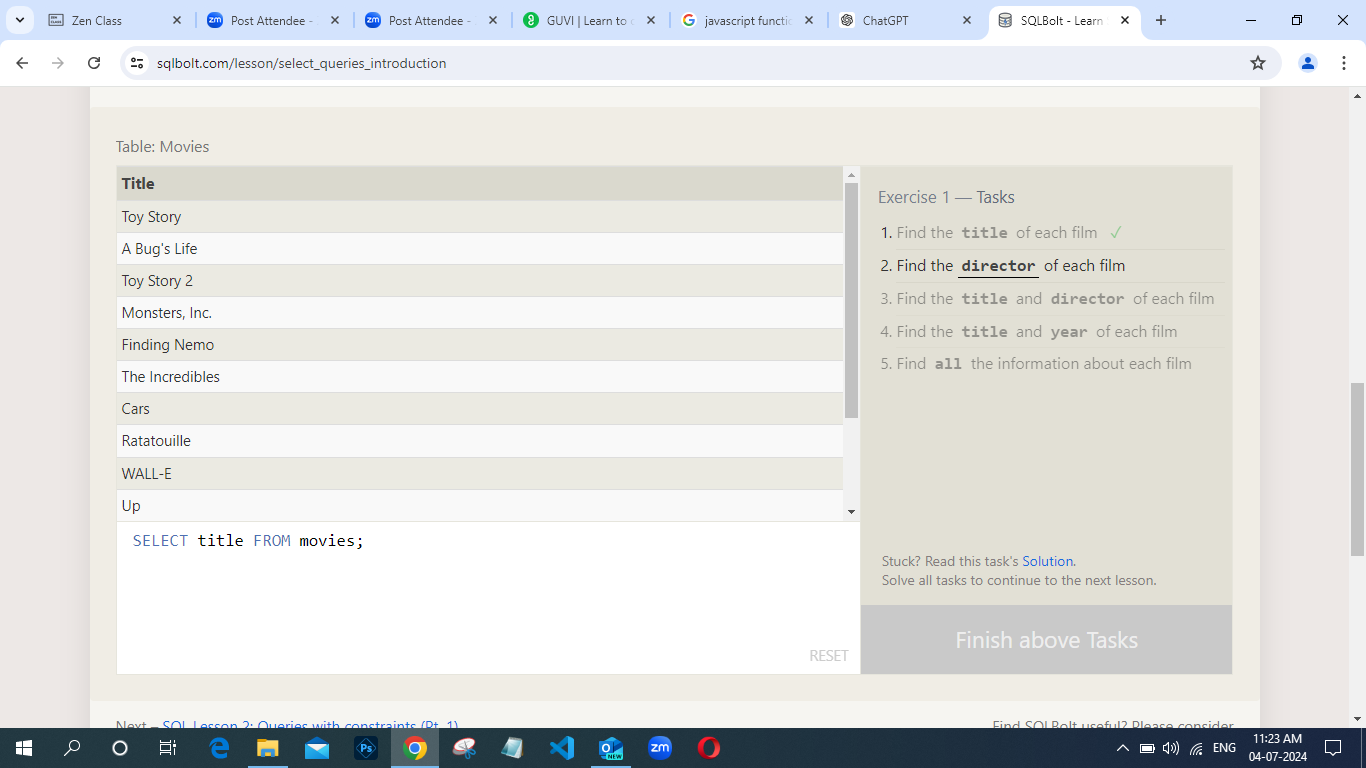 Zen Class
Post Attendee -
Post Attendee -
GUVI | Learn to
javascript functi
ChatGPT
SQLBolt - Learn
sqlbolt.com/lesson/select_queries_introduction
Table: Movies
Title
Toy Story
A Bug's Life
Toy Story 2
Monsters, Inc.
Finding Nemo
The Incredibles
Cars
Ratatouille
WALL-E
Up
SELECT title FROM movies;
RESET
Exercise 1 — Tasks
1. Find the title of each film ✓
2. Find the director of each film
3. Find the title and director of each film
4. Find the title and year of each film
5. Find all the information about each film
Stuck? Read this task's Solution.
Solve all tasks to continue to the next lesson.
Finish above Tasks
Next – SQL Lesson 2: Queries with constraints (Pt. 1)
Find SQLBolt useful? Please consider
Ps
NEW
zm
ENG
11:23 AM
04-07-2024